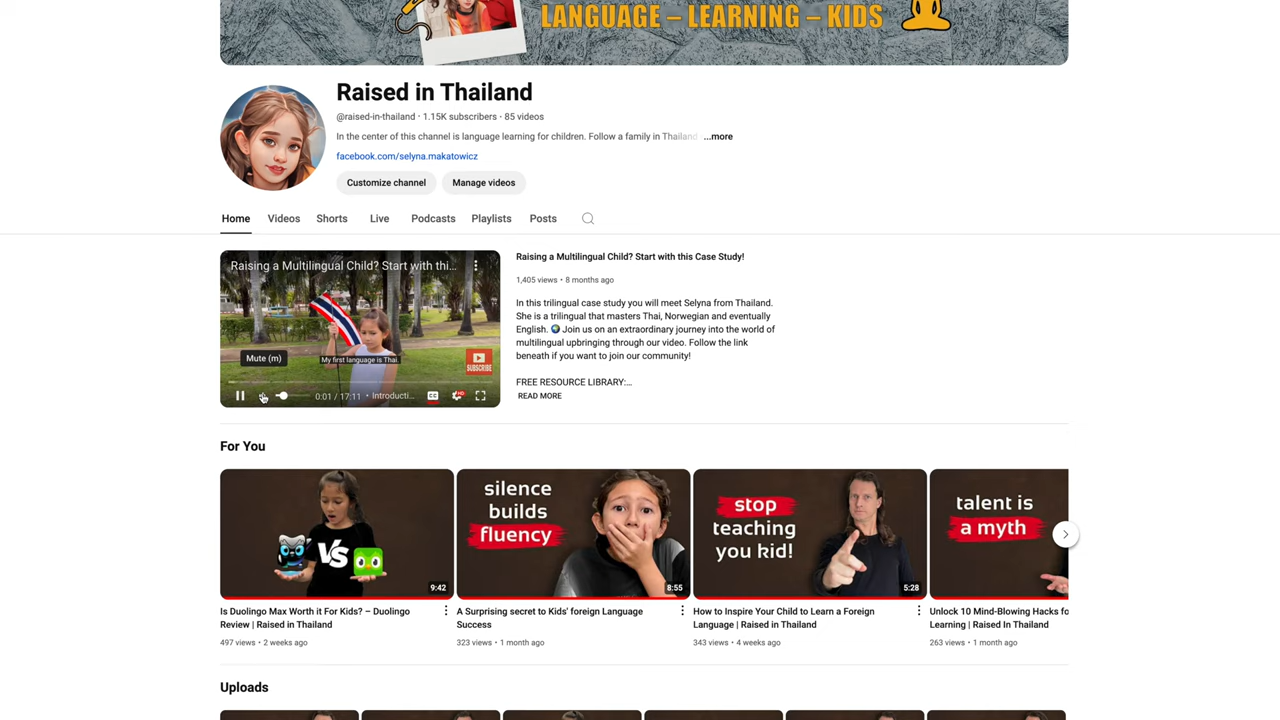 LANGUAGE – LEARNING – KIDS
Raised in Thailand
@raised-in-thailand · 1.15K subscribers · 85 videos
In the center of this channel is language learning for children. Follow a family in Thailand ...more
facebook.com/selyna.makatowicz
Customize channel
Manage videos
Home
Videos
Shorts
Live
Podcasts
Playlists
Posts
Raising a Multilingual Child? Start with thi...
My first language is Thai.
SUBSCRIBE
Mute (m)
0:01 / 17:11 • Introducti...
CC
HD
Raising a Multilingual Child? Start with this Case Study!
1,405 views • 8 months ago
In this trilingual case study you will meet Selyna from Thailand.
She is a trilingual that masters Thai, Norwegian and eventually
English. 🌍 Join us on an extraordinary journey into the world of
multilingual upbringing through our video. Follow the link
beneath if you want to join our community!
FREE RESOURCE LIBRARY:...
READ MORE
For You
VS
9:42
Is Duolingo Max Worth it For Kids? – Duolingo
Review | Raised in Thailand
497 views • 2 weeks ago
silence
builds
fluency
8:55
A Surprising secret to Kids' foreign Language
Success
323 views • 1 month ago
stop
teaching
you kid!
5:28
How to Inspire Your Child to Learn a Foreign
Language | Raised in Thailand
343 views • 4 weeks ago
talent is
a myth
Unlock 10 Mind-Blowing Hacks fo
Learning | Raised In Thailand
263 views • 1 month ago
Uploads